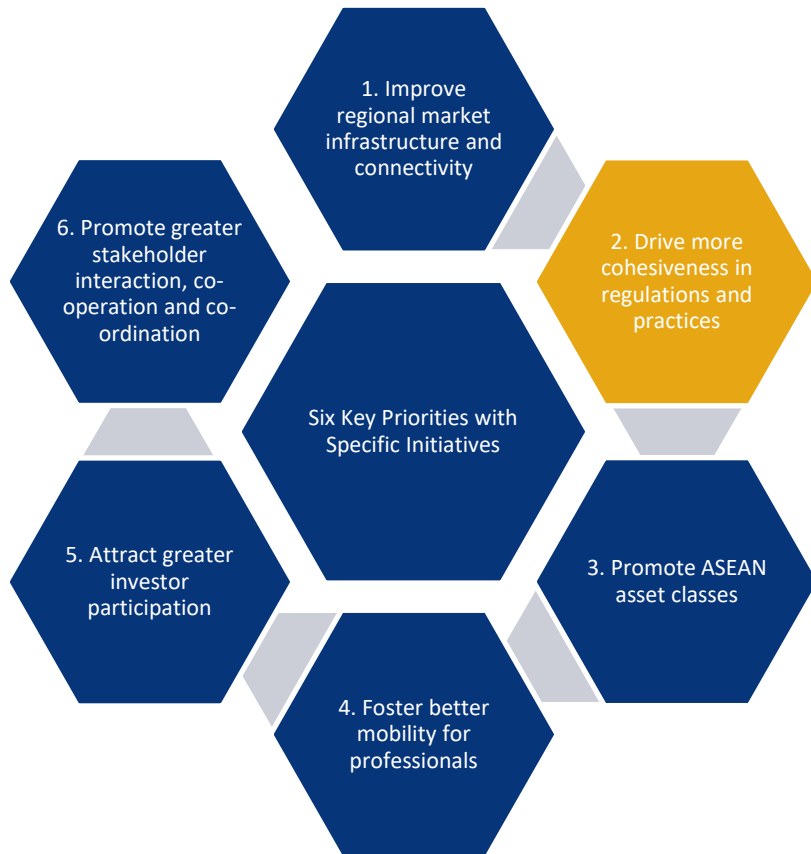 1. Improve
regional market
infrastructure and
connectivity
2. Drive more
cohesiveness in
regulations and
practices
3. Promote ASEAN
asset classes
4. Foster better
mobility for
professionals
5. Attract greater
investor
participation
6. Promote greater
stakeholder
interaction, co-
operation and co-
ordination
Six Key Priorities with
Specific Initiatives